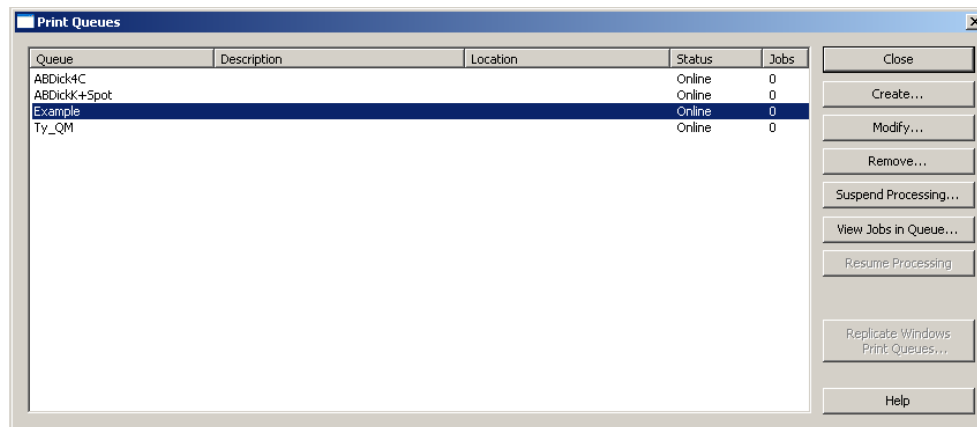 Print Queues
Queue Description Location Status Jobs
ABDick4C Online 0
ABDickK+Spot Online 0
Example Online 0
Ty_QM Online 0
Close
Create...
Modify...
Remove...
Suspend Processing...
View Jobs in Queue...
Resume Processing
Replicate Windows
Print Queues...
Help